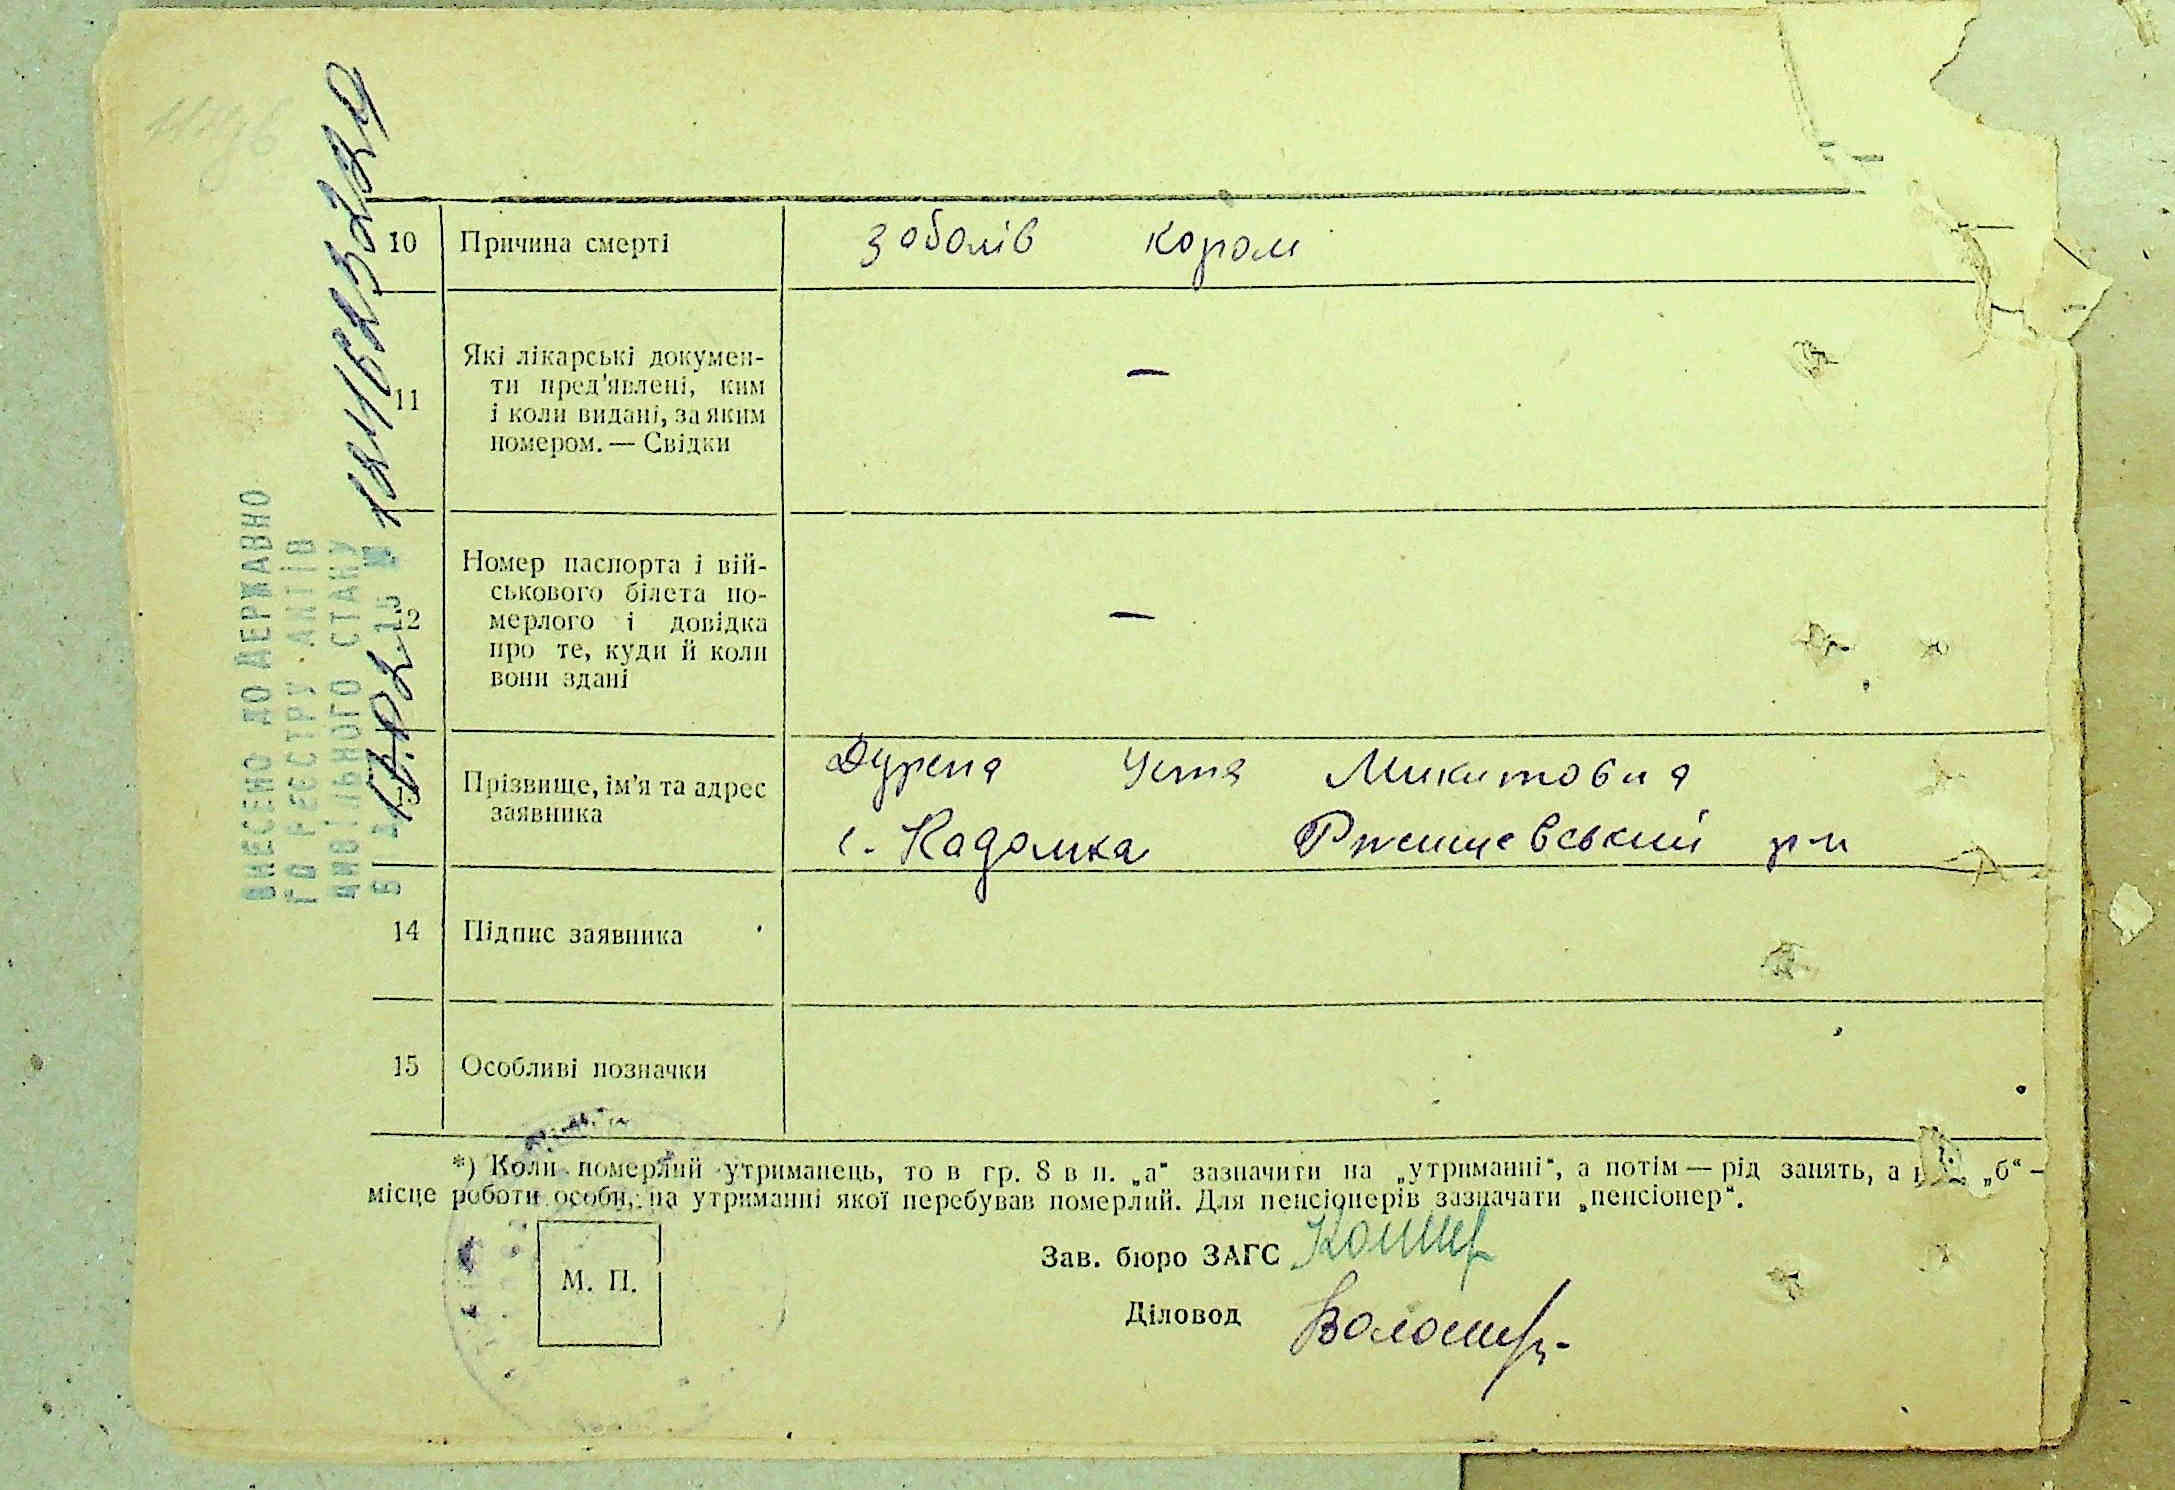 10 Причина смерті заболів кором
11 Які лікарські докумен-
ти пред'явлені, ким
і коли видані, за яким
номером. — Свідки —
Номер паспорта і вій-
ськового білета по-
12 мерлого і довідка
про те, куди й коли
вони здані —
13 Прізвище, ім'я та адрес
заявника
Дурена Устя Микитовна
с. Кадомка Ржищевський р-н
14 Підпис заявника
15 Особливі позначки
*) Коли померлий утриманець, то в гр. 8 в п. „а" зазначити на „утриманні", а потім — рід занять, а „б" —
місце роботи особи, на утриманні якої перебував померлий. Для пенсіонерів зазначати „пенсіонер".
М. П.
Зав. бюро ЗАГС
Діловод
ВНЕСЕНО ДО ДЕРЖАВНО
ГО РЕЄСТРУ АКТІВ
ЦИВІЛЬНОГО СТАНУ